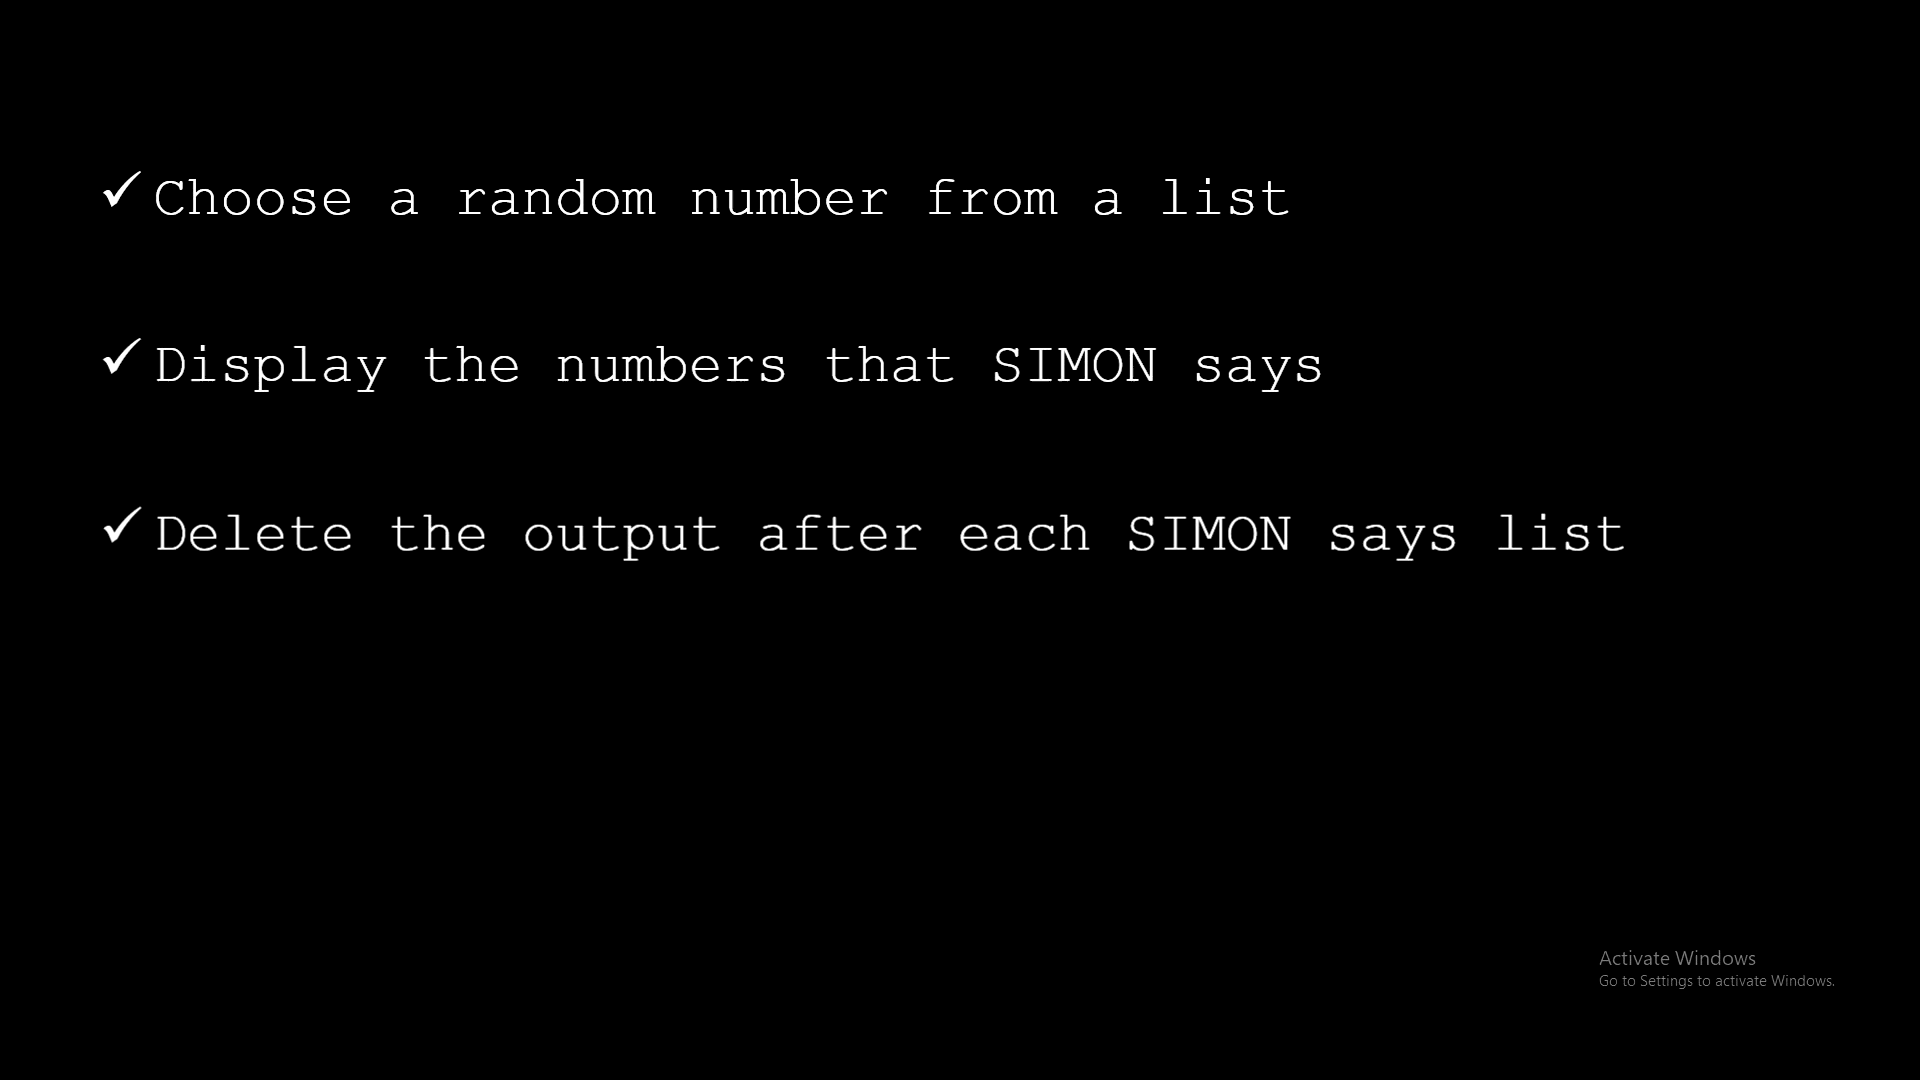 ✓ Choose a random number from a list
✓ Display the numbers that SIMON says
✓ Delete the output after each SIMON says list
Activate Windows
Go to Settings to activate Windows.